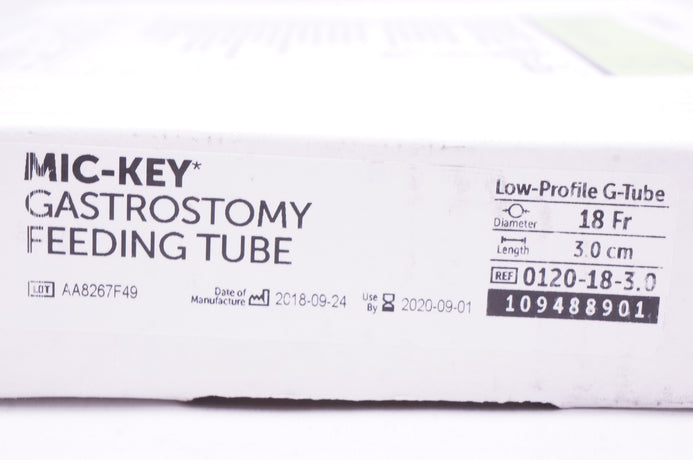 MIC-KEY*
GASTROSTOMY
FEEDING TUBE
LOT AA8267F49
Date of Manufacture 2018-09-24
Use By 2020-09-01
Low-Profile G-Tube
Diameter 18 Fr
Length 3.0 cm
REF 0120-18-3.0
109488901